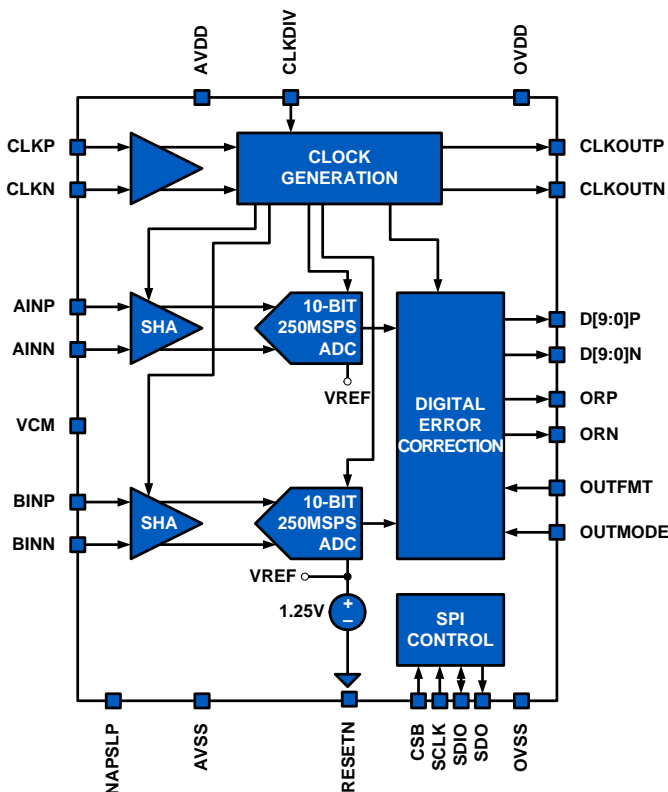 AVDD
CLKDIV
OVDD
CLKP
CLKN
CLOCK
GENERATION
CLKOUTP
CLKOUTN
AINP
AINN
SHA
10-BIT
250MSPS
ADC
VREF
D[9:0]P
D[9:0]N
DIGITAL
ERROR
CORRECTION
ORP
ORN
VCM
BINP
BINN
SHA
10-BIT
250MSPS
ADC
OUTFMT
OUTMODE
VREF
1.25V
+
–
SPI
CONTROL
NAPSLP
AVSS
RESETN
CSB
SCLK
SDIO
SDO
OVSS